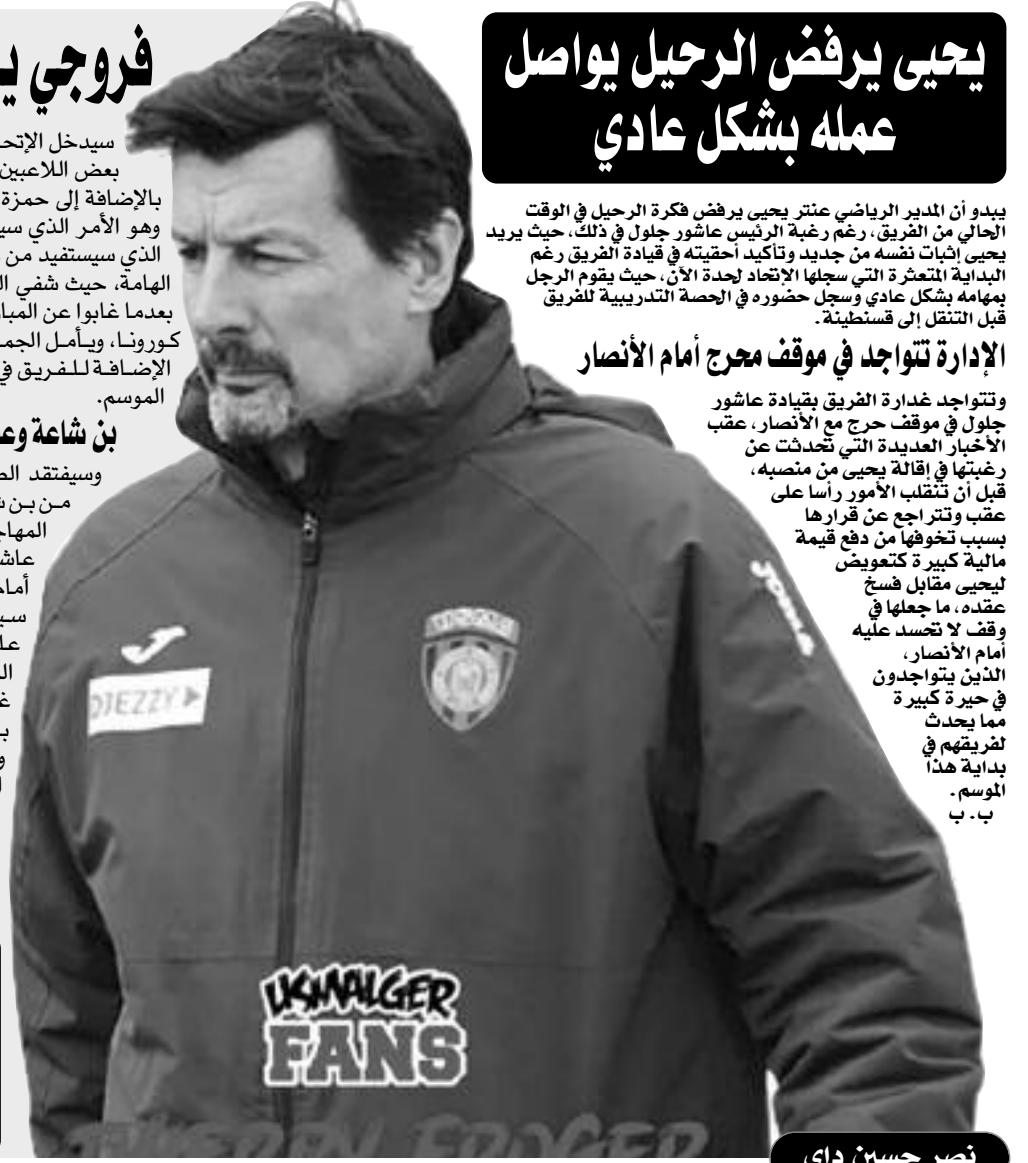 يحيى يرفض الرحيل يواصل
عمله بشكل عادي
يبدو أن المدير الرياضي عنتر يحيى يرفض فكرة الرحيل في الوقت
الحالي من الفريق، رغم رغبة الرئيس عاشور جلول في ذلك، حيث يريد
يحيى إثبات نفسه من جديد وتأكيد أحقيته في قيادة الفريق رغم
البداية المتعثرة التي سجلها الإتحاد لحدة الآن، حيث يقوم الرجل
بمهامه بشكل عادي وسجل حضوره في الحصة التدريبية للفريق
قبل التنقل إلى قسنطينة.
الإدارة تتواجد في موقف محرج أمام الأنصار
وتتواجد غدارة الفريق بقيادة عاشور
جلول في موقف حرج مع الأنصار، عقب
الأخبار العديدة التي تحدثت عن
رغبتها في إقالة يحيى من منصبه،
قبل أن تنقلب الأمور رأسا على
عقب وتتراجع عن قرارها
بسبب تخوفها من دفع قيمة
مالية كبيرة كتعويض
ليحيى مقابل فسخ
عقده، ما جعلها في
وقف لا تحسد عليه
أمام الأنصار،
الذين يتواجدون
في حيرة كبيرة
مما يحدث
لفريقهم في
بداية هذا
الموسم.
ب. ب
فروجي
سيدخل
بعض اللاعبين
بالإضافة إلى حمزة
وهو الأمر الذي
الذي سيستفيد من
الهامة، حيث شفي
بعدما غابوا عن
كورونا، ويأمل
الإضافة للفريق في
الموسم.
بن شاعة
وسيفتقد
من بن
JOMA
DJEZZY
USMALGER
FANS
THIERRY FROGER
نصر حسين داي